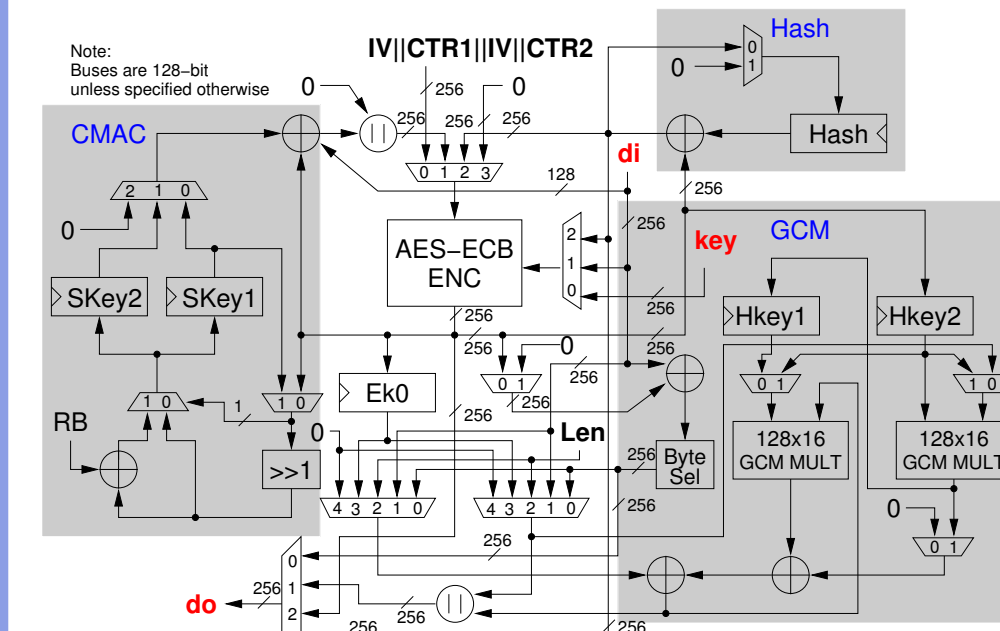 Hash
Note:
Buses are 128−bit
unless specified otherwise
IV||CTR1||IV||CTR2
0
1
0
0
256
0
CMAC
256
256
256
||
Hash
di
0 1 2 3
128
256
2 1 0
0
AES−ECB
ENC
2
1
0
256
key
GCM
SKey2
SKey1
256
256
Hkey1
Hkey2
256
256
0
0 1
256
256
0 1
1 0
Ek0
1 0
1
1 0
RB
256
0
Len
128x16
GCM MULT
128x16
GCM MULT
>>1
256
Byte
Sel
4 3 2 1 0
4 3 2 1 0
256
0
0 1
256
0
1
2
256
do
256
||
256
256